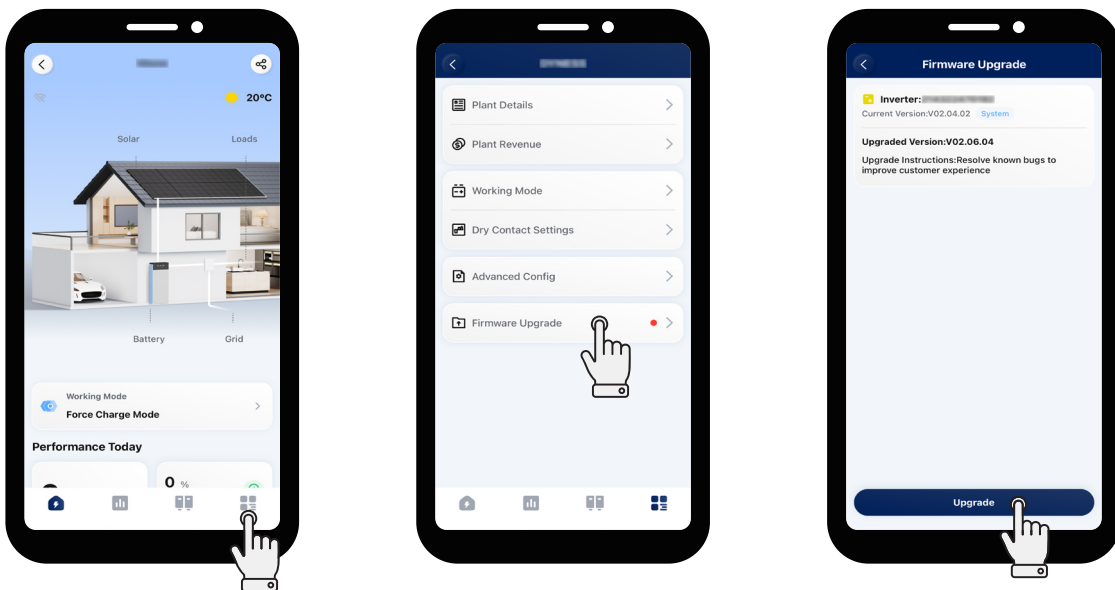 20°C
Solar
Loads
Battery
Grid
Working Mode
Force Charge Mode
Performance Today
0 %
Plant Details
Plant Revenue
Working Mode
Dry Contact Settings
Advanced Config
Firmware Upgrade
Firmware Upgrade
Inverter:
Current Version:V02.04.02 System
Upgraded Version:V02.06.04
Upgrade Instructions:Resolve known bugs to
improve customer experience
Upgrade